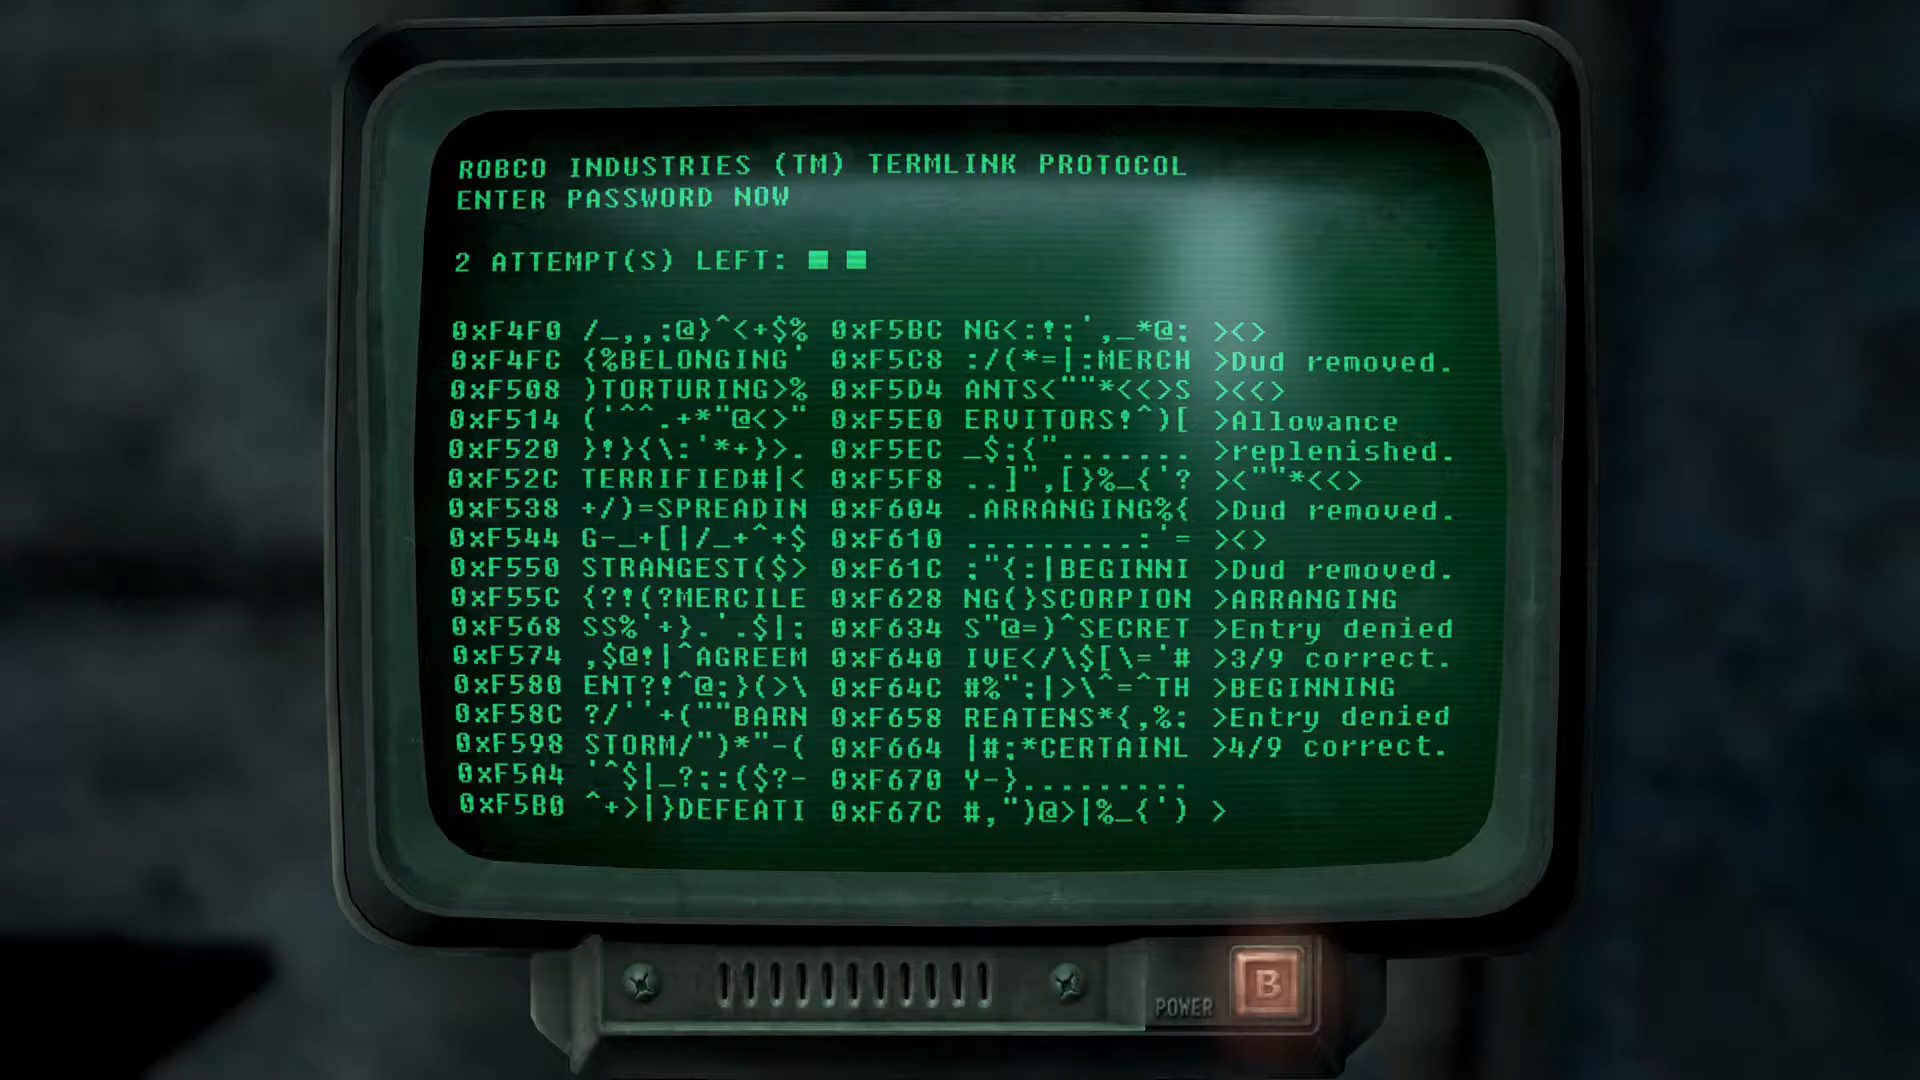 ROBCO INDUSTRIES (TM) TERMLINK PROTOCOL
ENTER PASSWORD NOW
2 ATTEMPT(S) LEFT: ■ ■
0xF4F0 /_,,;@}^<+$% 0xF5BC NG<:!;',_*@; ><>
0xF4FC {%BELONGING' 0xF5C8 :/(*=|:MERCH >Dud removed.
0xF508 )TORTURING>% 0xF5D4 ANTS<""*<<>S ><<>
0xF514 ('^^.+*"@<>" 0xF5E0 ERVITORS!^)[ >Allowance
0xF520 }!}{\:'*+}>. 0xF5EC _$;{"....... >replenished.
0xF52C TERRIFIED#|< 0xF5F8 ..]",[}%_{'? ><""*<<>
0xF538 +/)=SPREADIN 0xF604 .ARRANGING%{ >Dud removed.
0xF544 G-_+[|/_+^+$ 0xF610 .........:'= ><>
0xF550 STRANGEST($> 0xF61C ;"{:|BEGINNI >Dud removed.
0xF55C {?!(?MERCILE 0xF628 NG(}SCORPION >ARRANGING
0xF568 SS%'+}.'.$|: 0xF634 S"@=)^SECRET >Entry denied
0xF574 ,$@!|^AGREEM 0xF640 IVE</\$[\='# >3/9 correct.
0xF580 ENT?!^@;}(>\ 0xF64C #%";|>\^=^TH >BEGINNING
0xF58C ?/''+(""BARN 0xF658 REATENS*{,%; >Entry denied
0xF598 STORM/")*"-( 0xF664 |#;*CERTAINL >4/9 correct.
0xF5A4 '^$|_?;:($?- 0xF670 Y-}.........
0xF5B0 ^+>|}DEFEATI 0xF67C #,")@>|%_{') >
POWER B